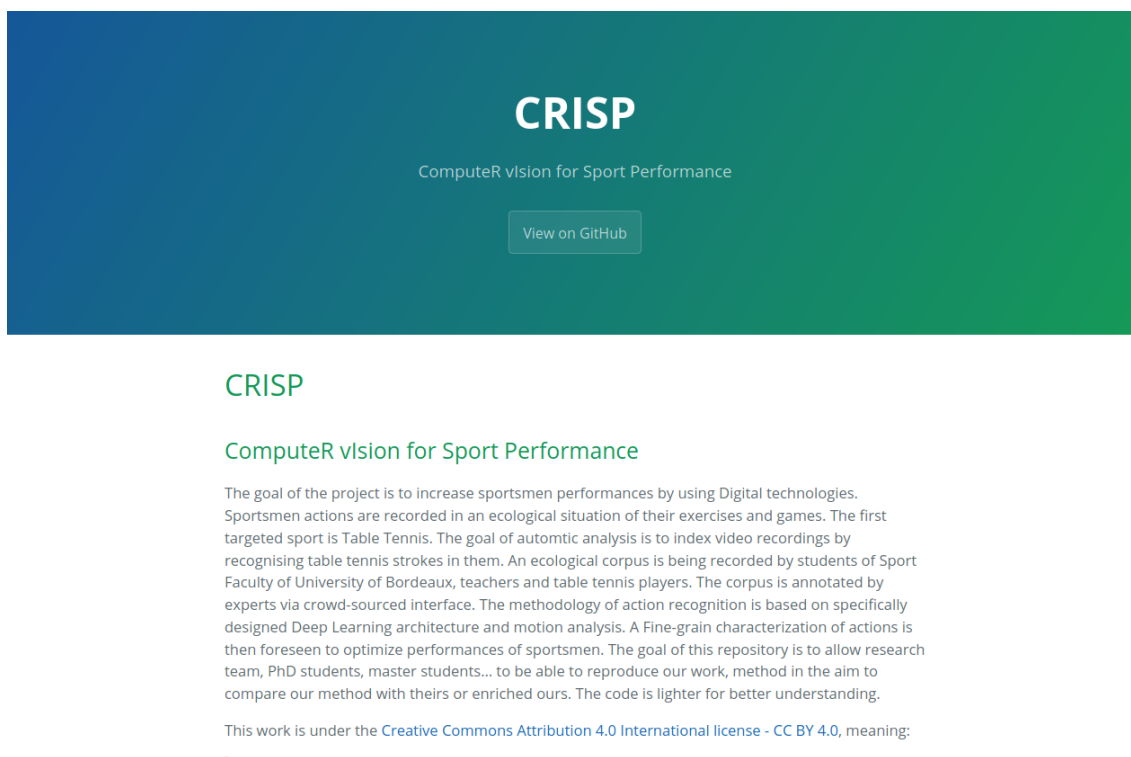 CRISP
ComputeR vIsion for Sport Performance
View on GitHub
CRISP
ComputeR vIsion for Sport Performance
The goal of the project is to increase sportsmen performances by using Digital technologies.
Sportsmen actions are recorded in an ecological situation of their exercises and games. The first
targeted sport is Table Tennis. The goal of automtic analysis is to index video recordings by
recognising table tennis strokes in them. An ecological corpus is being recorded by students of Sport
Faculty of University of Bordeaux, teachers and table tennis players. The corpus is annotated by
experts via crowd-sourced interface. The methodology of action recognition is based on specifically
designed Deep Learning architecture and motion analysis. A Fine-grain characterization of actions is
then foreseen to optimize performances of sportsmen. The goal of this repository is to allow research
team, PhD students, master students... to be able to reproduce our work, method in the aim to
compare our method with theirs or enriched ours. The code is lighter for better understanding.
This work is under the Creative Commons Attribution 4.0 International license - CC BY 4.0, meaning: